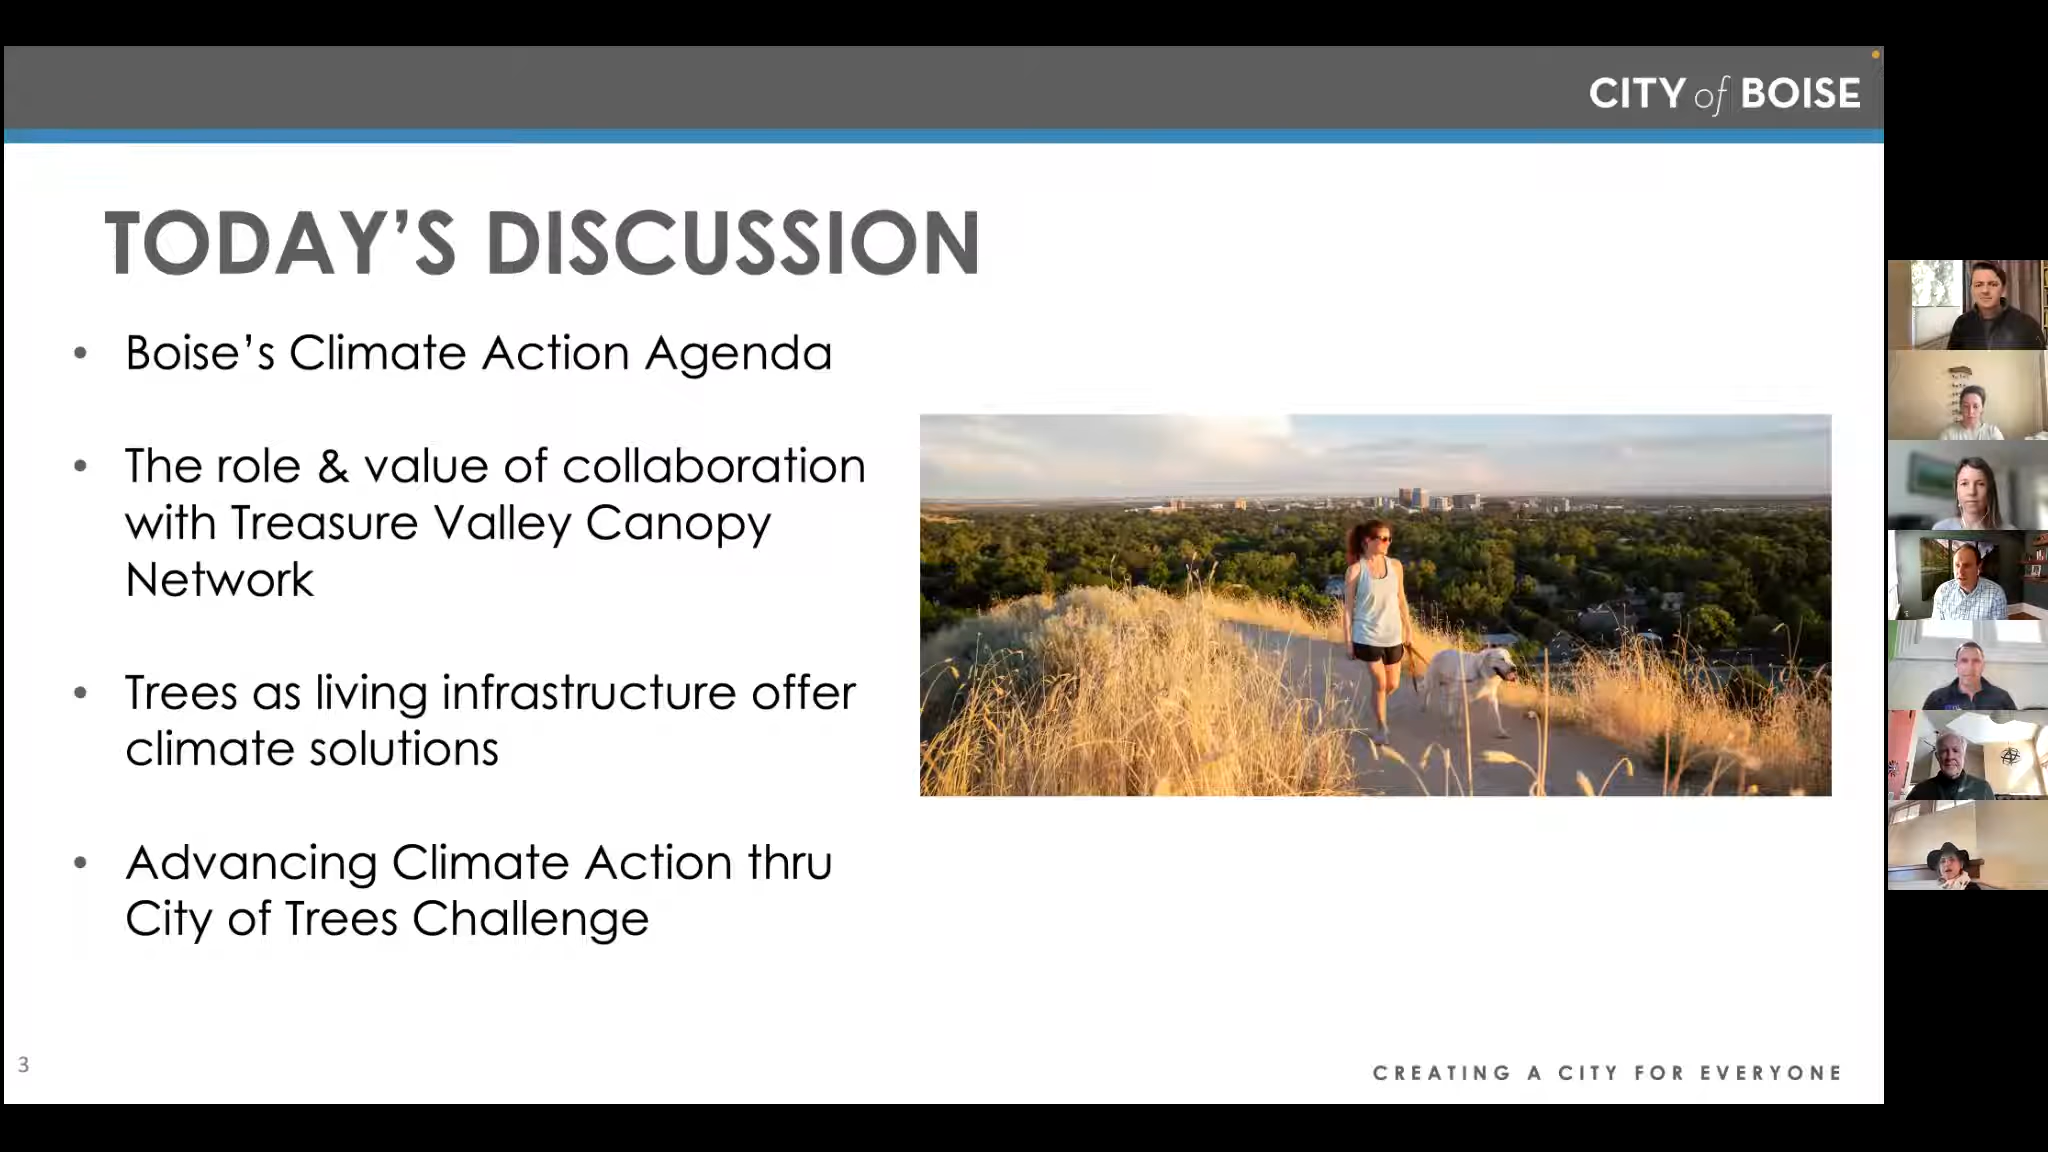 CITY of BOISE
TODAY’S DISCUSSION
• Boise’s Climate Action Agenda
• The role & value of collaboration
with Treasure Valley Canopy
Network
• Trees as living infrastructure offer
climate solutions
• Advancing Climate Action thru
City of Trees Challenge
3
CREATING A CITY FOR EVERYONE